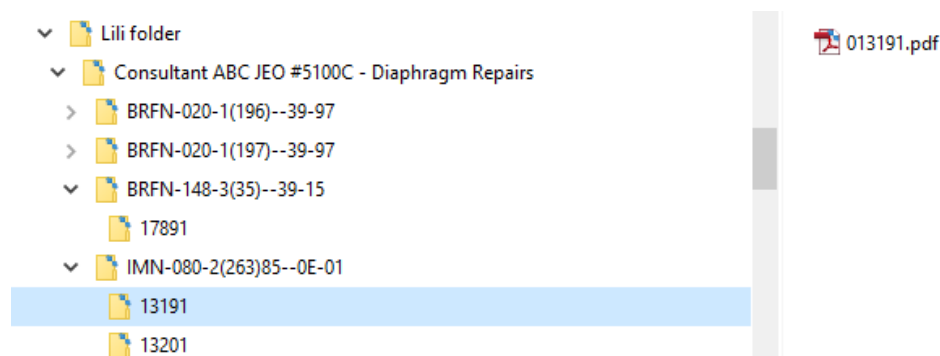 Lili folder
Consultant ABC JEO #5100C - Diaphragm Repairs
BRFN-020-1(196)--39-97
BRFN-020-1(197)--39-97
BRFN-148-3(35)--39-15
17891
IMN-080-2(263)85--0E-01
13191
13201
013191.pdf